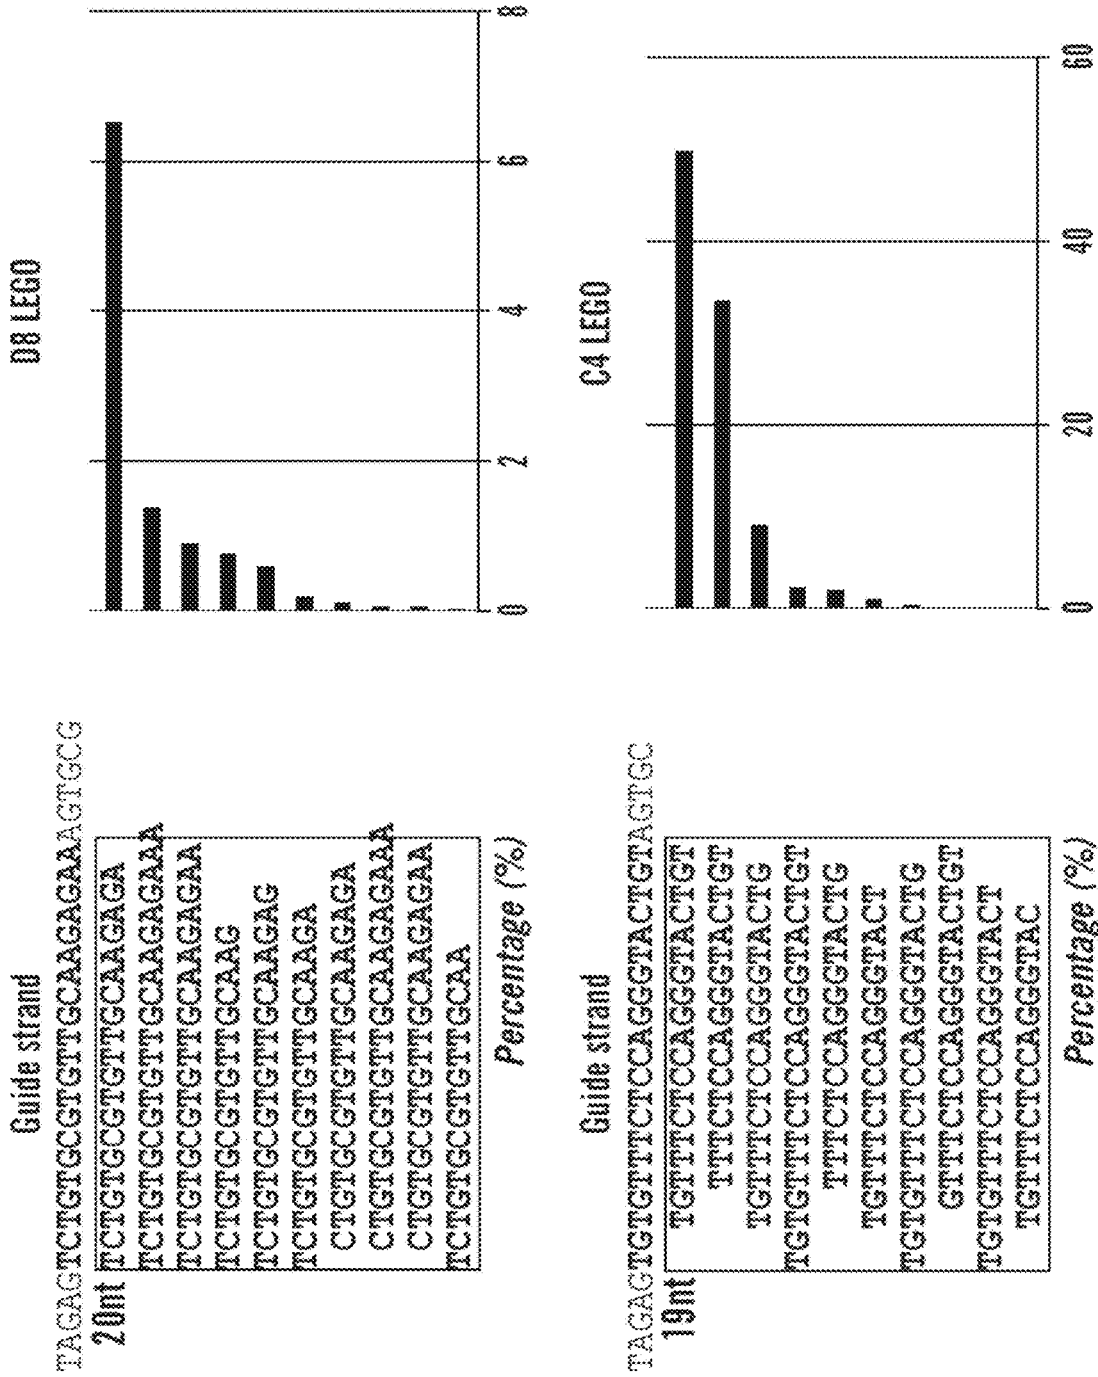 Guide strand
TAGAGTCTGTGCGTGTTGCAAGAGAAAGTGCG
20nt
TCTGTGCGTGTTGCAAGAGA
TCTGTGCGTGTTGCAAGAGAAA
TCTGTGCGTGTTGCAAGAGAA
TCTGTGCGTGTTGCAAG
TCTGTGCGTGTTGCAAGAG
TCTGTGCGTGTTGCAAGA
CTGTGCGTGTTGCAAGAGA
CTGTGCGTGTTGCAAGAGAAA
CTGTGCGTGTTGCAAGAGAA
TCTGTGCGTGTTGCAA
Percentage (%)
D8 LEGO
0 2 4 6 8
Guide strand
TAGAGTGTGTTTCTCCAGGGTACTGTAGTGC
19nt
TGTTTCTCCAGGGTACTGT
TTTCTCCAGGGTACTGT
TGTTTCTCCAGGGTACTG
TGTGTTTCTCCAGGGTACTGT
TTTCTCCAGGGTACTG
TGTTTCTCCAGGGTACT
TGTGTTTCTCCAGGGTACTG
GTTTCTCCAGGGTACTGT
TGTGTTTCTCCAGGGTACT
TGTTTCTCCAGGGTAC
Percentage (%)
C4 LEGO
0 20 40 60